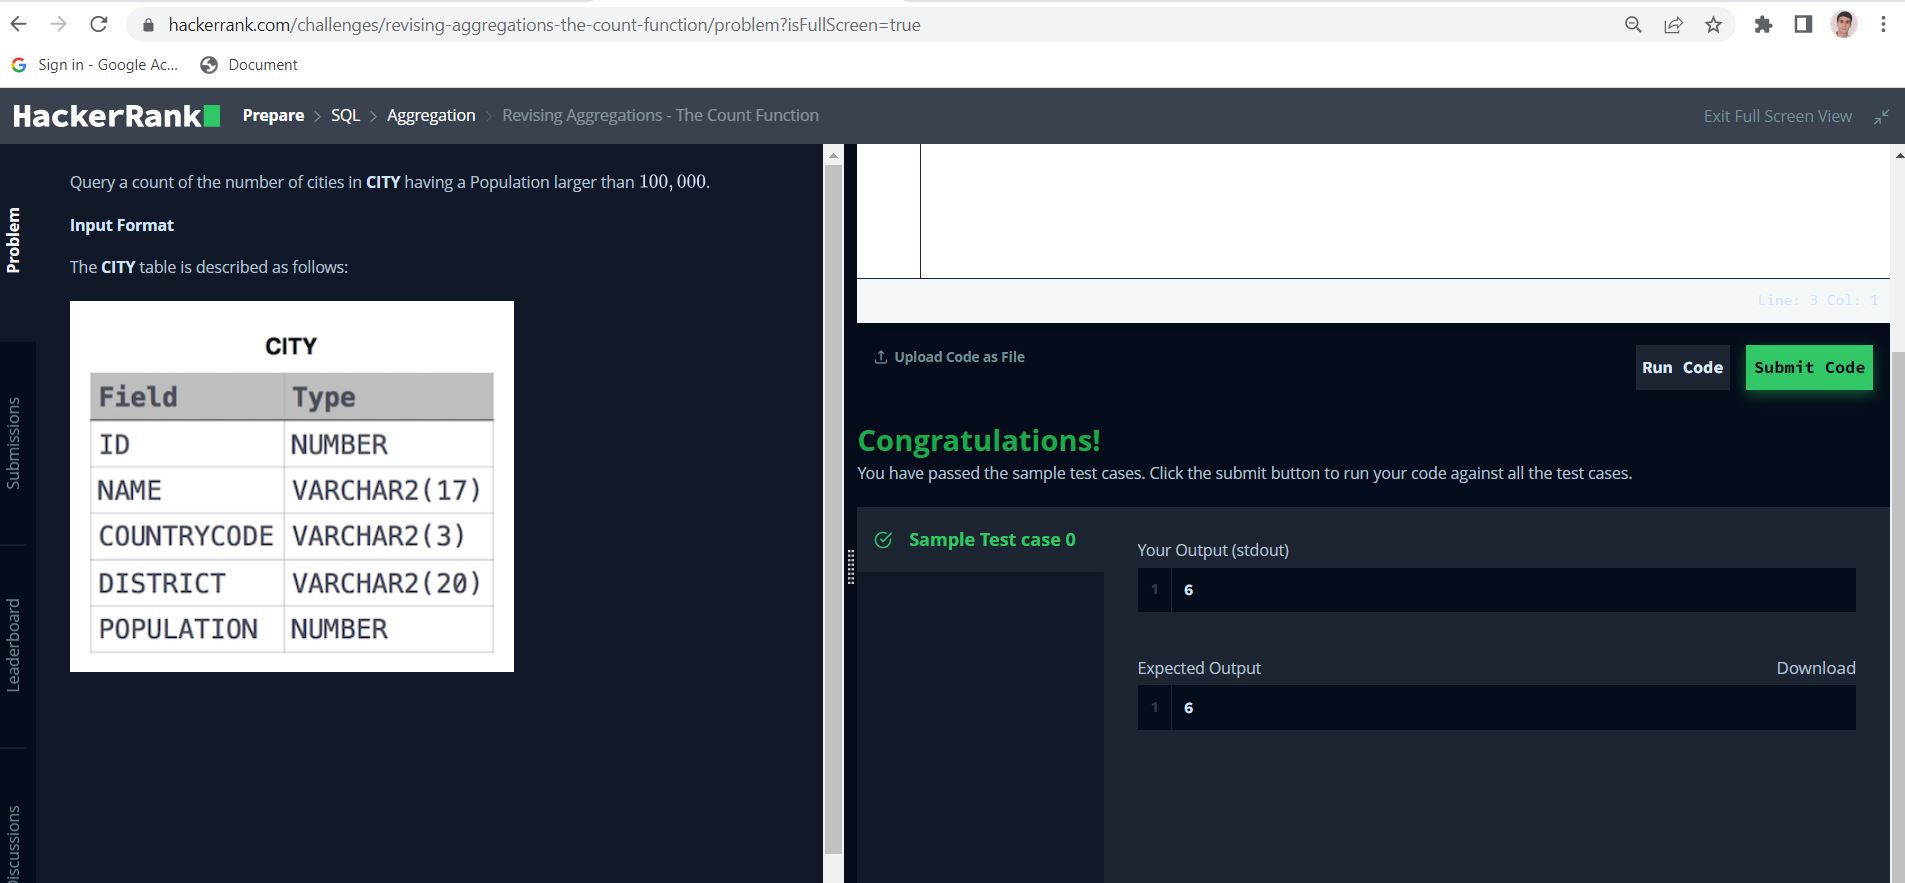 hackerrank.com/challenges/revising-aggregations-the-count-function/problem?isFullScreen=true
Sign in - Google Ac... Document
HackerRank Prepare > SQL > Aggregation > Revising Aggregations - The Count Function Exit Full Screen View
Problem
Submissions
Leaderboard
Query a count of the number of cities in CITY having a Population larger than 100,000.
Input Format
The CITY table is described as follows:
CITY
Field Type
ID NUMBER
NAME VARCHAR2(17)
COUNTRYCODE VARCHAR2(3)
DISTRICT VARCHAR2(20)
POPULATION NUMBER
Line: 3 Col: 1
Upload Code as File Run Code Submit Code
Congratulations!
You have passed the sample test cases. Click the submit button to run your code against all the test cases.
Sample Test case 0
Your Output (stdout)
1 6
Expected Output Download
1 6